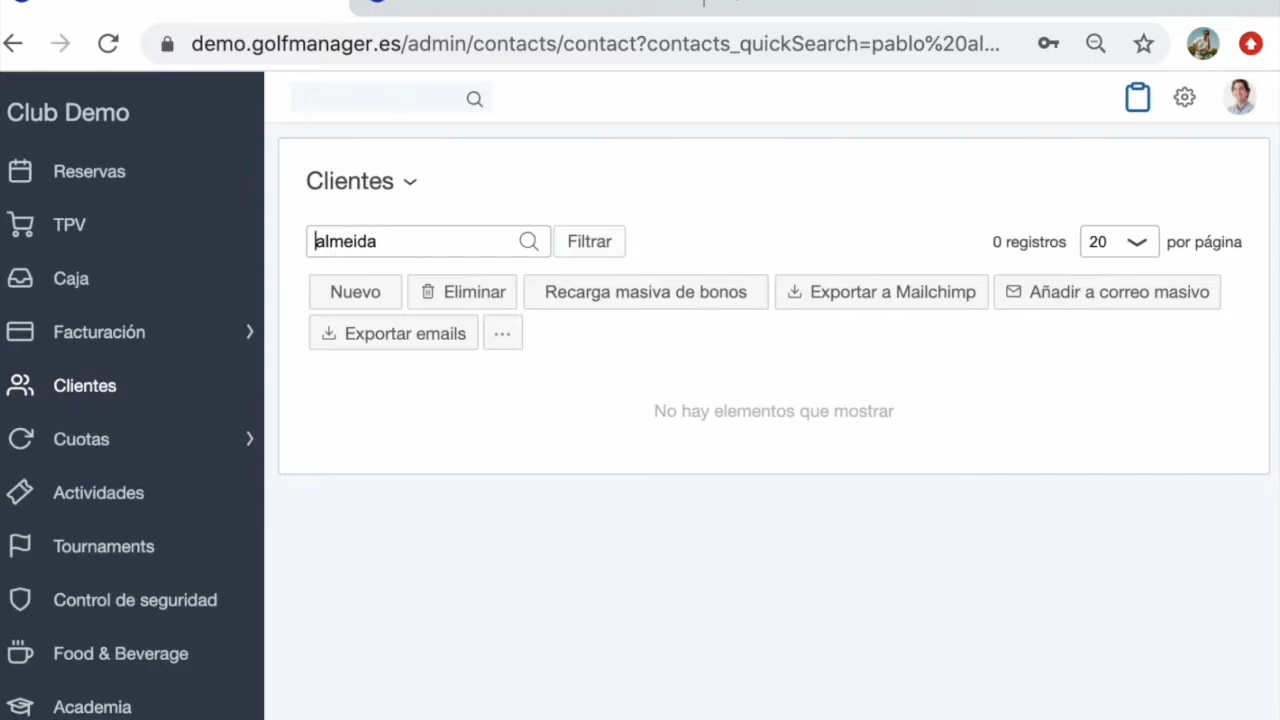 demo.golfmanager.es/admin/contacts/contact?contacts_quickSearch=pablo%20al...
Club Demo
Reservas
TPV
Caja
Facturación
Clientes
Cuotas
Actividades
Tournaments
Control de seguridad
Food & Beverage
Academia
Clientes
almeida
Filtrar
0 registros
20
por página
Nuevo
Eliminar
Recarga masiva de bonos
Exportar a Mailchimp
Añadir a correo masivo
Exportar emails
...
No hay elementos que mostrar